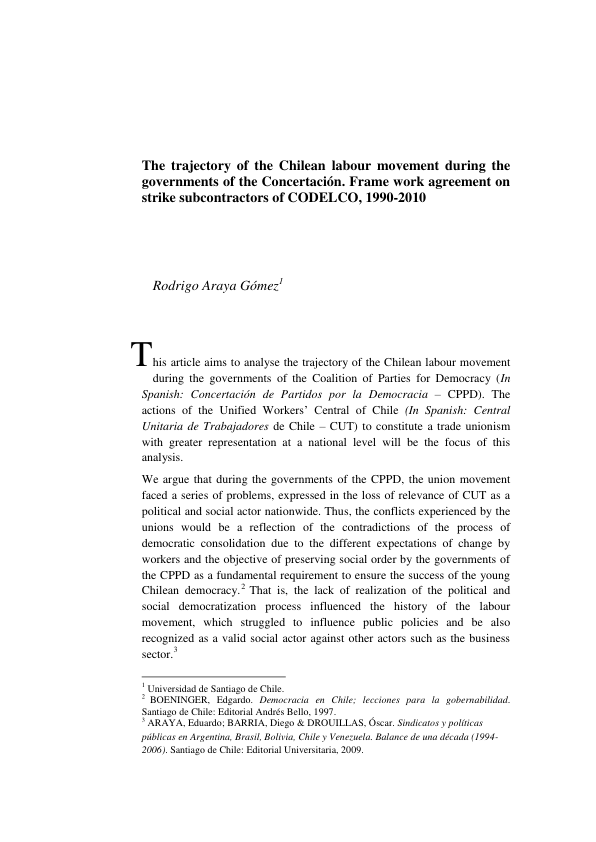 The trajectory of the Chilean labour movement during the
governments of the Concertación. Frame work agreement on
strike subcontractors of CODELCO, 1990-2010
Rodrigo Araya Gómez1
This article aims to analyse the trajectory of the Chilean labour movement
during the governments of the Coalition of Parties for Democracy (In
Spanish: Concertación de Partidos por la Democracia – CPPD). The
actions of the Unified Workers’ Central of Chile (In Spanish: Central
Unitaria de Trabajadores de Chile – CUT) to constitute a trade unionism
with greater representation at a national level will be the focus of this
analysis.
We argue that during the governments of the CPPD, the union movement
faced a series of problems, expressed in the loss of relevance of CUT as a
political and social actor nationwide. Thus, the conflicts experienced by the
unions would be a reflection of the contradictions of the process of
democratic consolidation due to the different expectations of change by
workers and the objective of preserving social order by the governments of
the CPPD as a fundamental requirement to ensure the success of the young
Chilean democracy.2 That is, the lack of realization of the political and
social democratization process influenced the history of the labour
movement, which struggled to influence public policies and be also
recognized as a valid social actor against other actors such as the business
sector.3
1 Universidad de Santiago de Chile.
2 BOENINGER, Edgardo. Democracia en Chile; lecciones para la gobernabilidad.
Santiago de Chile: Editorial Andrés Bello, 1997.
3 ARAYA, Eduardo; BARRIA, Diego & DROUILLAS, Óscar. Sindicatos y políticas
públicas en Argentina, Brasil, Bolivia, Chile y Venezuela. Balance de una década (1994-
2006). Santiago de Chile: Editorial Universitaria, 2009.